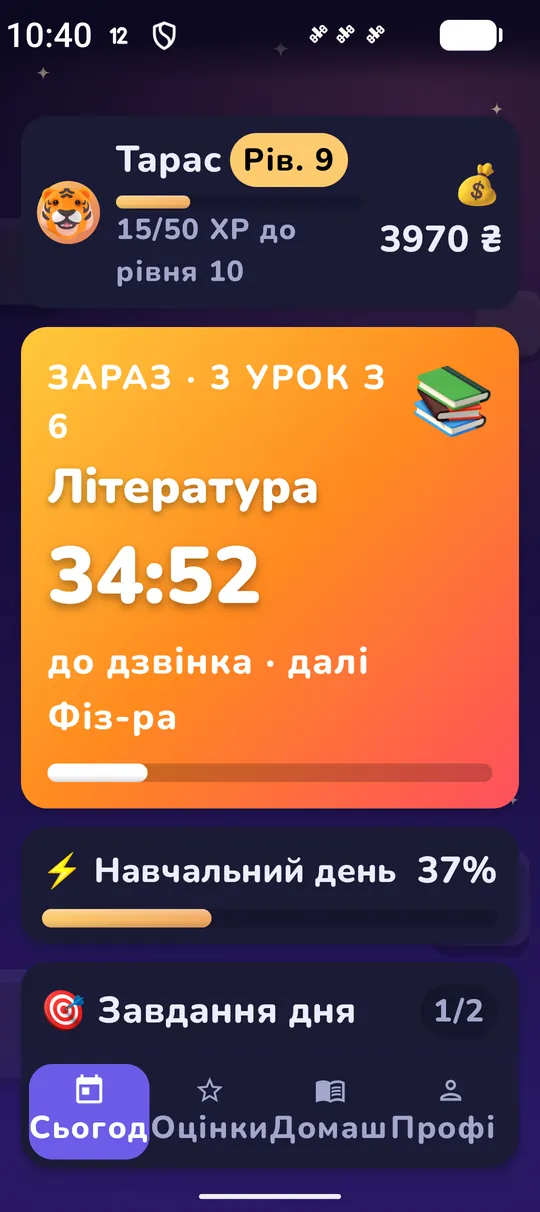 10:40 12
Тарас Рів. 9
15/50 XP до
рівня 10
3970 ₴
ЗАРАЗ · 3 УРОК З
6
Література
34:52
до дзвінка · далі
Фіз-ра
Навчальний день 37%
Завдання дня 1/2
Сьогод Оцінки Домаш Профі